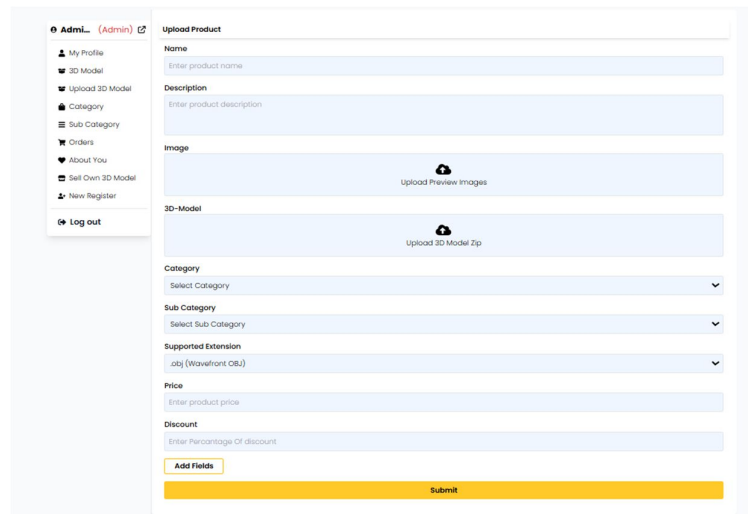 Admi... (Admin)
My Profile
3D Model
Upload 3D Model
Category
Sub Category
Orders
About You
Sell Own 3D Model
New Register
Log out
Upload Product
Name
Enter product name
Description
Enter product description
Image
Upload Preview Images
3D-Model
Upload 3D Model Zip
Category
Select Category
Sub Category
Select Sub Category
Supported Extension
.obj (Wavefront OBJ)
Price
Enter product price
Discount
Enter Percantage Of discount
Add Fields
Submit